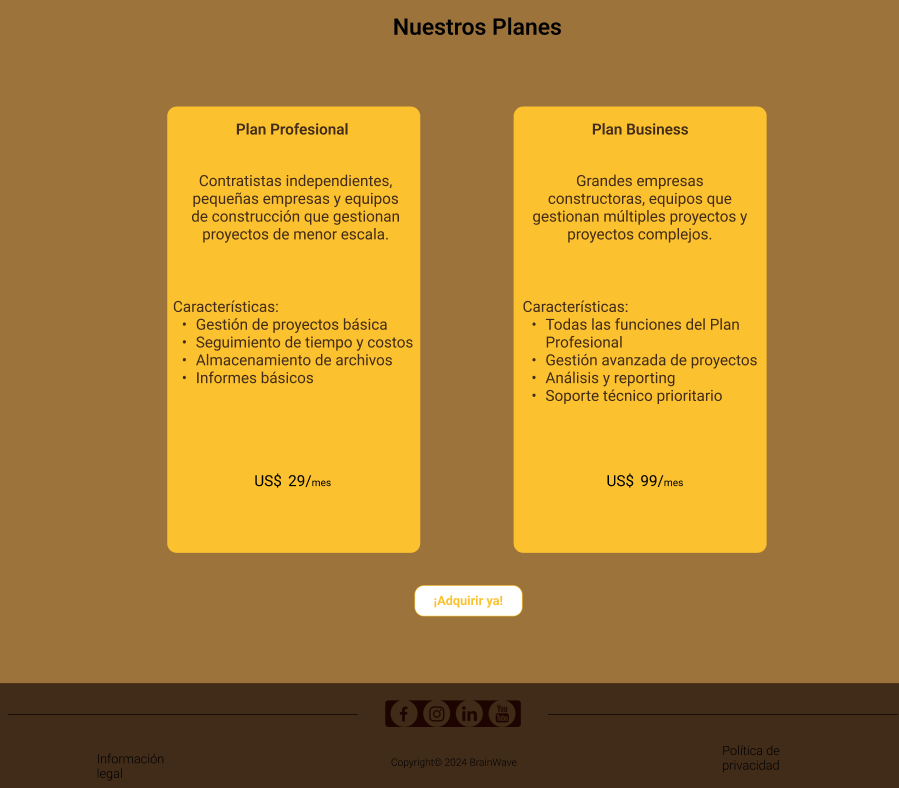 Nuestros Planes
Plan Profesional
Contratistas independientes,
pequeñas empresas y equipos
de construcción que gestionan
proyectos de menor escala.
Características:
• Gestión de proyectos básica
• Seguimiento de tiempo y costos
• Almacenamiento de archivos
• Informes básicos
US$ 29/mes
Plan Business
Grandes empresas
constructoras, equipos que
gestionan múltiples proyectos y
proyectos complejos.
Características:
• Todas las funciones del Plan
Profesional
• Gestión avanzada de proyectos
• Análisis y reporting
• Soporte técnico prioritario
US$ 99/mes
¡Adquirir ya!
f
in
You
Tube
Información
legal
Copyright© 2024 BrainWave
Política de
privacidad